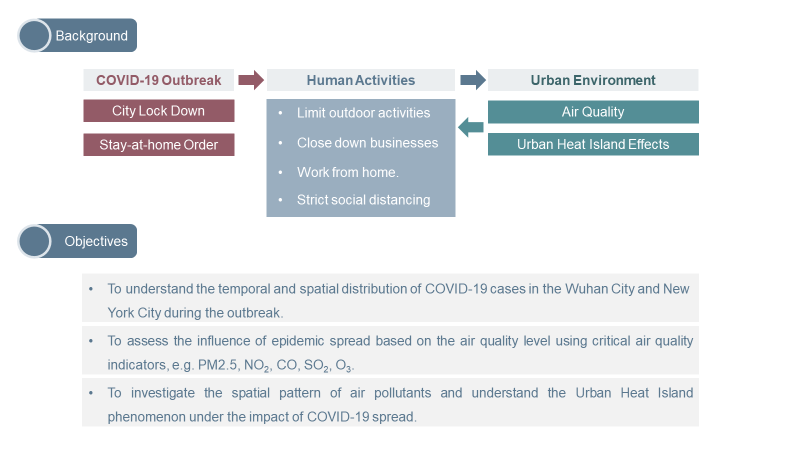 Background
COVID-19 Outbreak
Human Activities
Urban Environment
City Lock Down
Stay-at-home Order
• Limit outdoor activities
• Close down businesses
• Work from home.
• Strict social distancing
Air Quality
Urban Heat Island Effects
Objectives
• To understand the temporal and spatial distribution of COVID-19 cases in the Wuhan City and New
York City during the outbreak.
• To assess the influence of epidemic spread based on the air quality level using critical air quality
indicators, e.g. PM2.5, NO₂, CO, SO₂, O₃.
• To investigate the spatial pattern of air pollutants and understand the Urban Heat Island
phenomenon under the impact of COVID-19 spread.